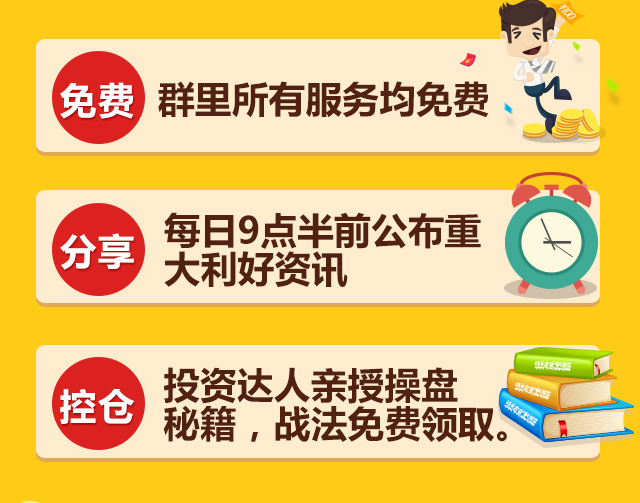 免费
群里所有服务均免费
分享
每日9点半前公布重
大利好资讯
控仓
投资达人亲授操盘
秘籍，战法免费领取。